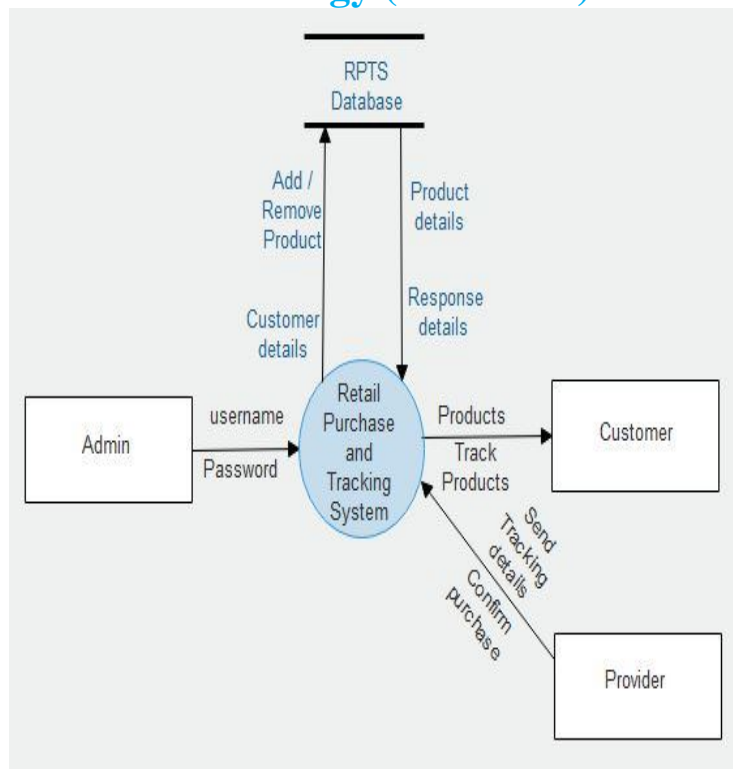 gy (
)
RPTS
Database
Add /
Remove
Product
Product
details
Customer
details
Response
details
Admin
username
Password
Retail
Purchase
and
Tracking
System
Products
Track
Products
Customer
Send
Tracking
details
Confirm
purchase
Provider